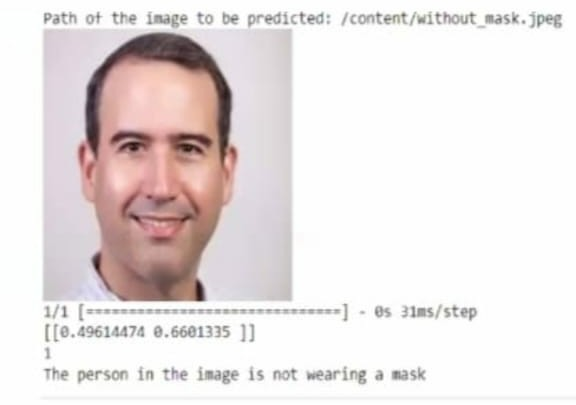 Path of the image to be predicted: /content/without_mask.jpeg
1/1 [==============================] - 0s 31ms/step
[[0.49614474 0.6601335 ]]
1
The person in the image is not wearing a mask